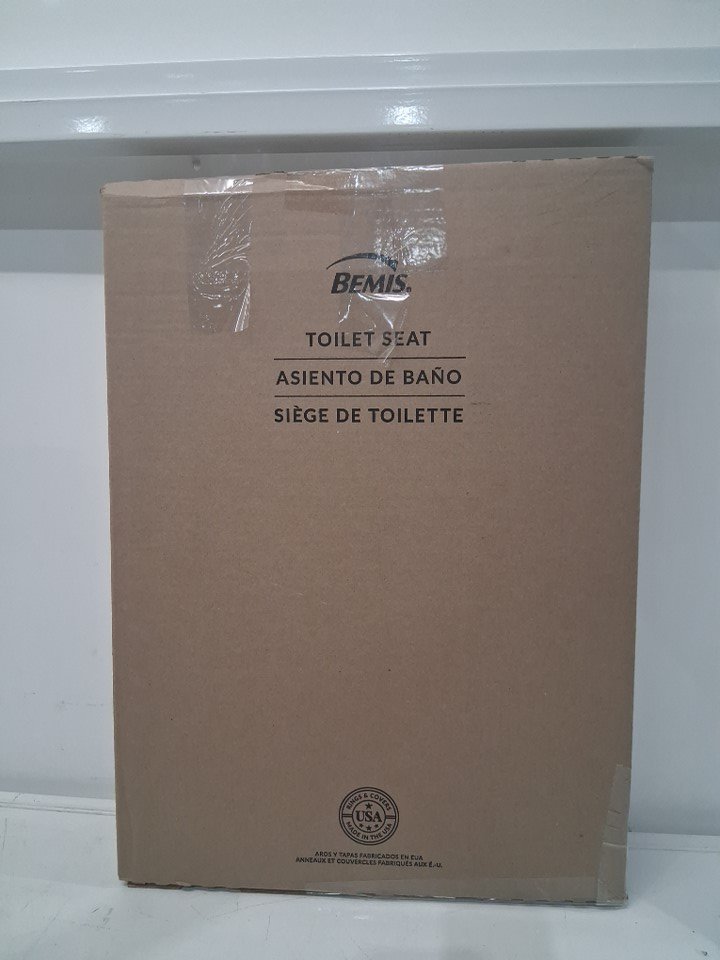 BEMIS.
TOILET SEAT
ASIENTO DE BAÑO
SIÈGE DE TOILETTE
RINGS & COVERS
USA
MADE IN THE USA
AROS Y TAPAS FABRICADOS EN EUA
ANNEAUX ET COUVERCLES FABRIQUÉS AUX É.-U.